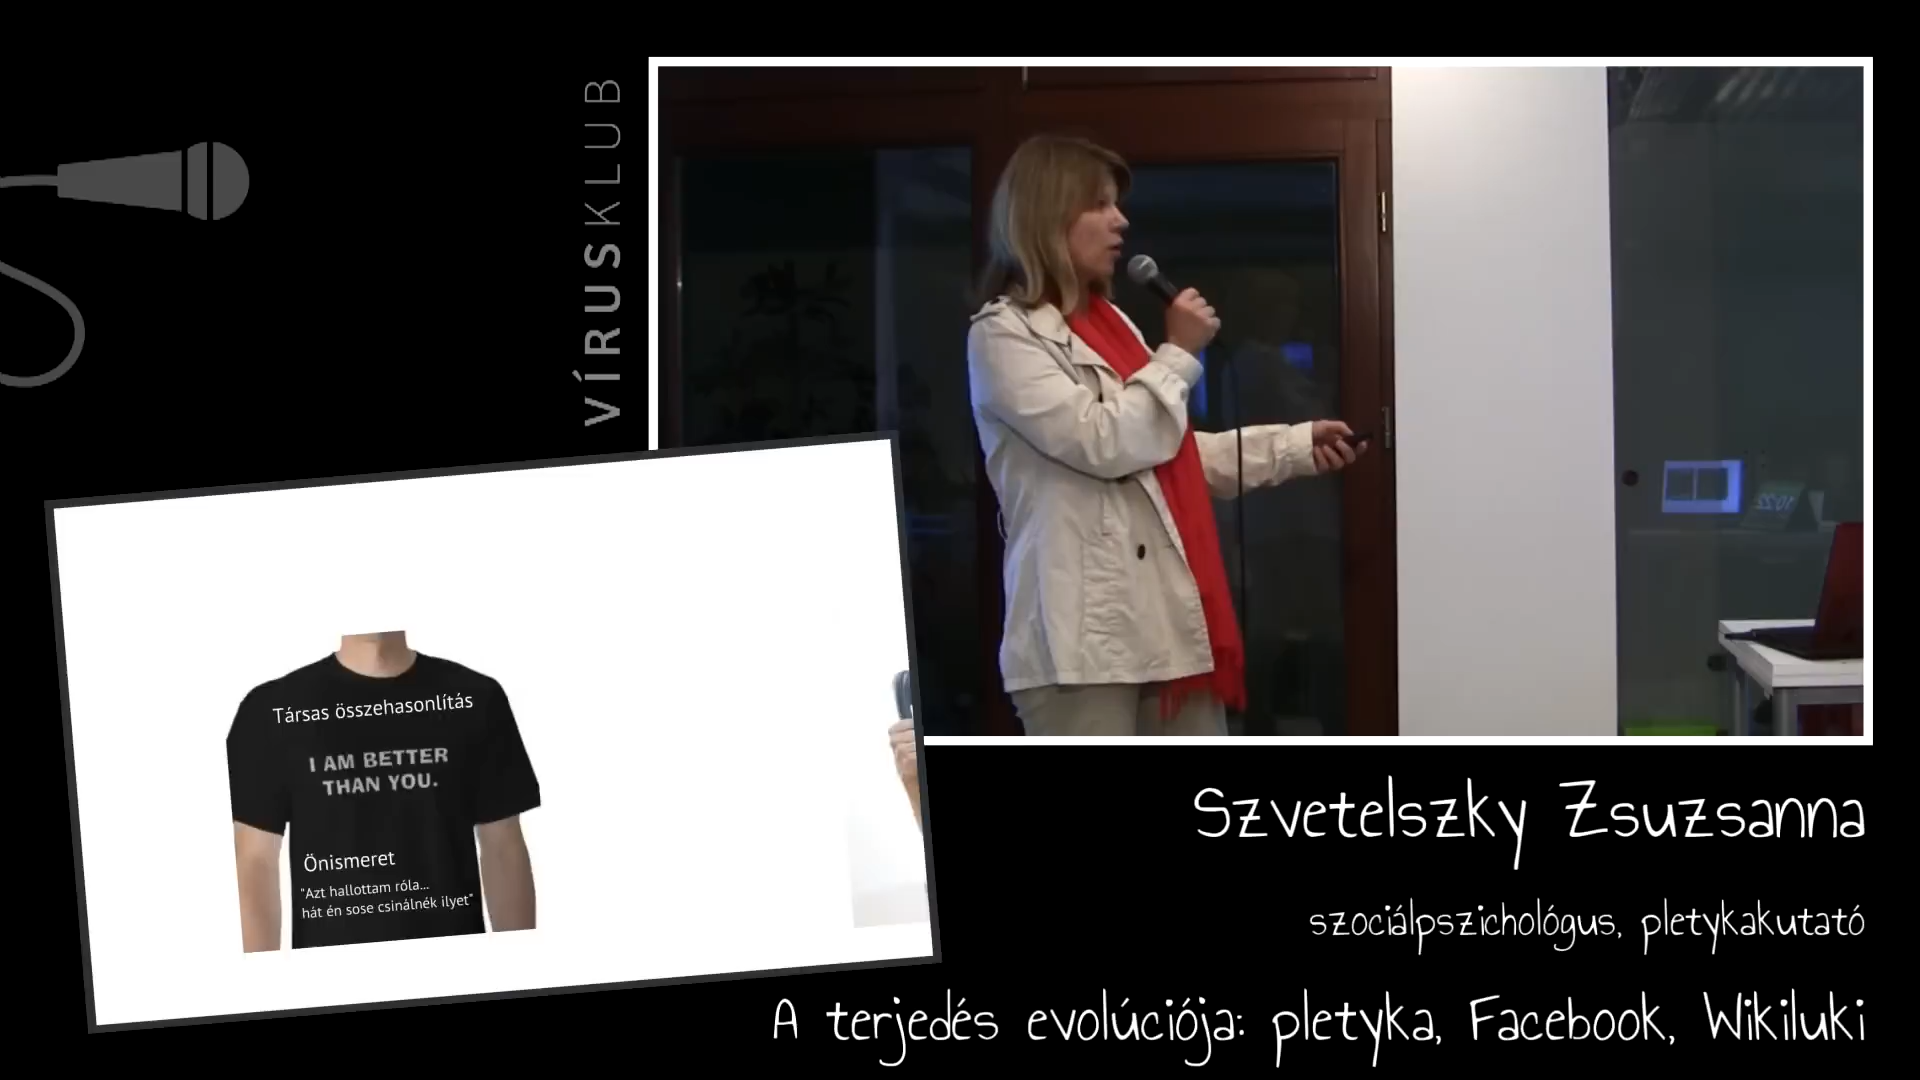 VÍRUSKLUB
Társas összehasonlítás
I AM BETTER
THAN YOU.
Önismeret
"Azt hallottam róla...
hát én sose csinálnék ilyet"
Szvetelszky Zsuzsanna
szociálpszichológus, pletykakutató
A terjedés evolúciója: pletyka, Facebook, Wikiluki